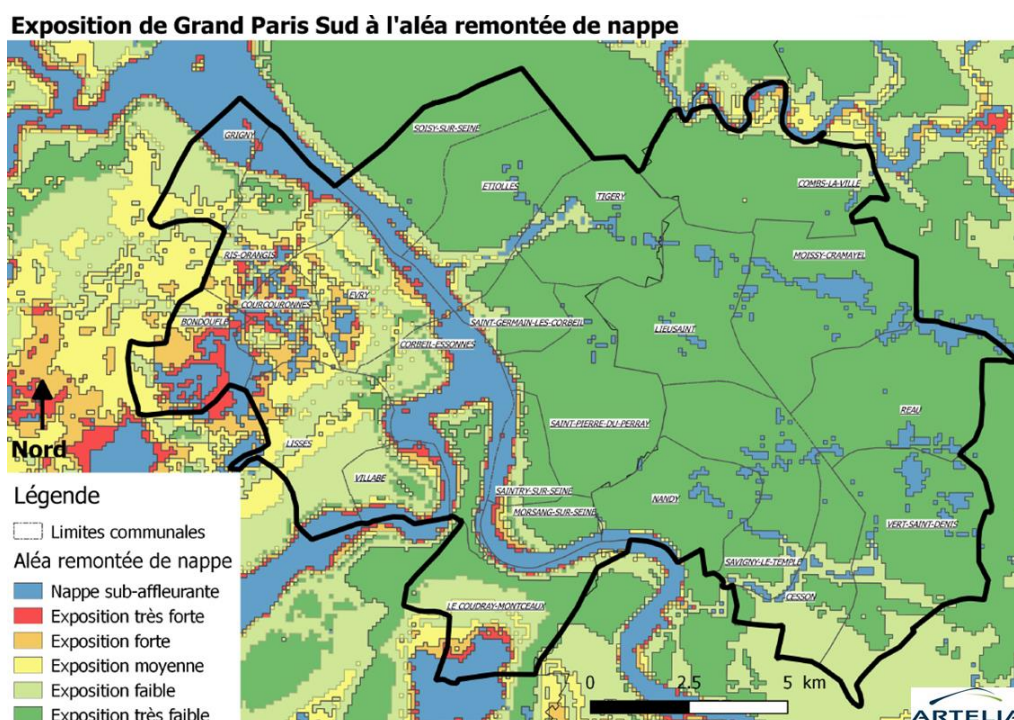 Exposition de Grand Paris Sud à l'aléa remontée de nappe
GRIGNY
SOISY-SUR-SEINE
ETIOLLES
TIGERY
COMBS-LA-VILLE
RIS-ORANGIS
MOISSY-CRAMAYEL
COURCOURONNES
EVRY
BONDOUFLE
SAINT-GERMAIN-LES-CORBEIL
LIEUSAINT
CORBEIL-ESSONNES
REAU
SAINT-PIERRE-DU-PERRAY
LISSES
VILLABE
SAINTRY-SUR-SEINE
NANDY
MORSANG-SUR-SEINE
VERT-SAINT-DENIS
SAVIGNY-LE-TEMPLE
CESSON
LE COUDRAY-MONTCEAUX
Nord
Légende
Limites communales
Aléa remontée de nappe
Nappe sub-affleurante
Exposition très forte
Exposition forte
Exposition moyenne
Exposition faible
Exposition très faible
0 2.5 5 km
ARTELIA